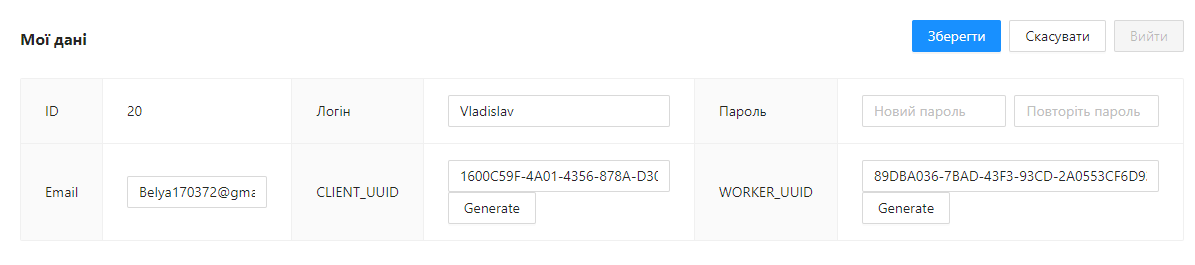 Мої дані
Зберегти
Скасувати
Вийти
ID
20
Логін
Vladislav
Пароль
Новий пароль
Повторіть пароль
Email
Belya170372@gma
CLIENT_UUID
1600C59F-4A01-4356-878A-D30
Generate
WORKER_UUID
89DBA036-7BAD-43F3-93CD-2A0553CF6D9
Generate